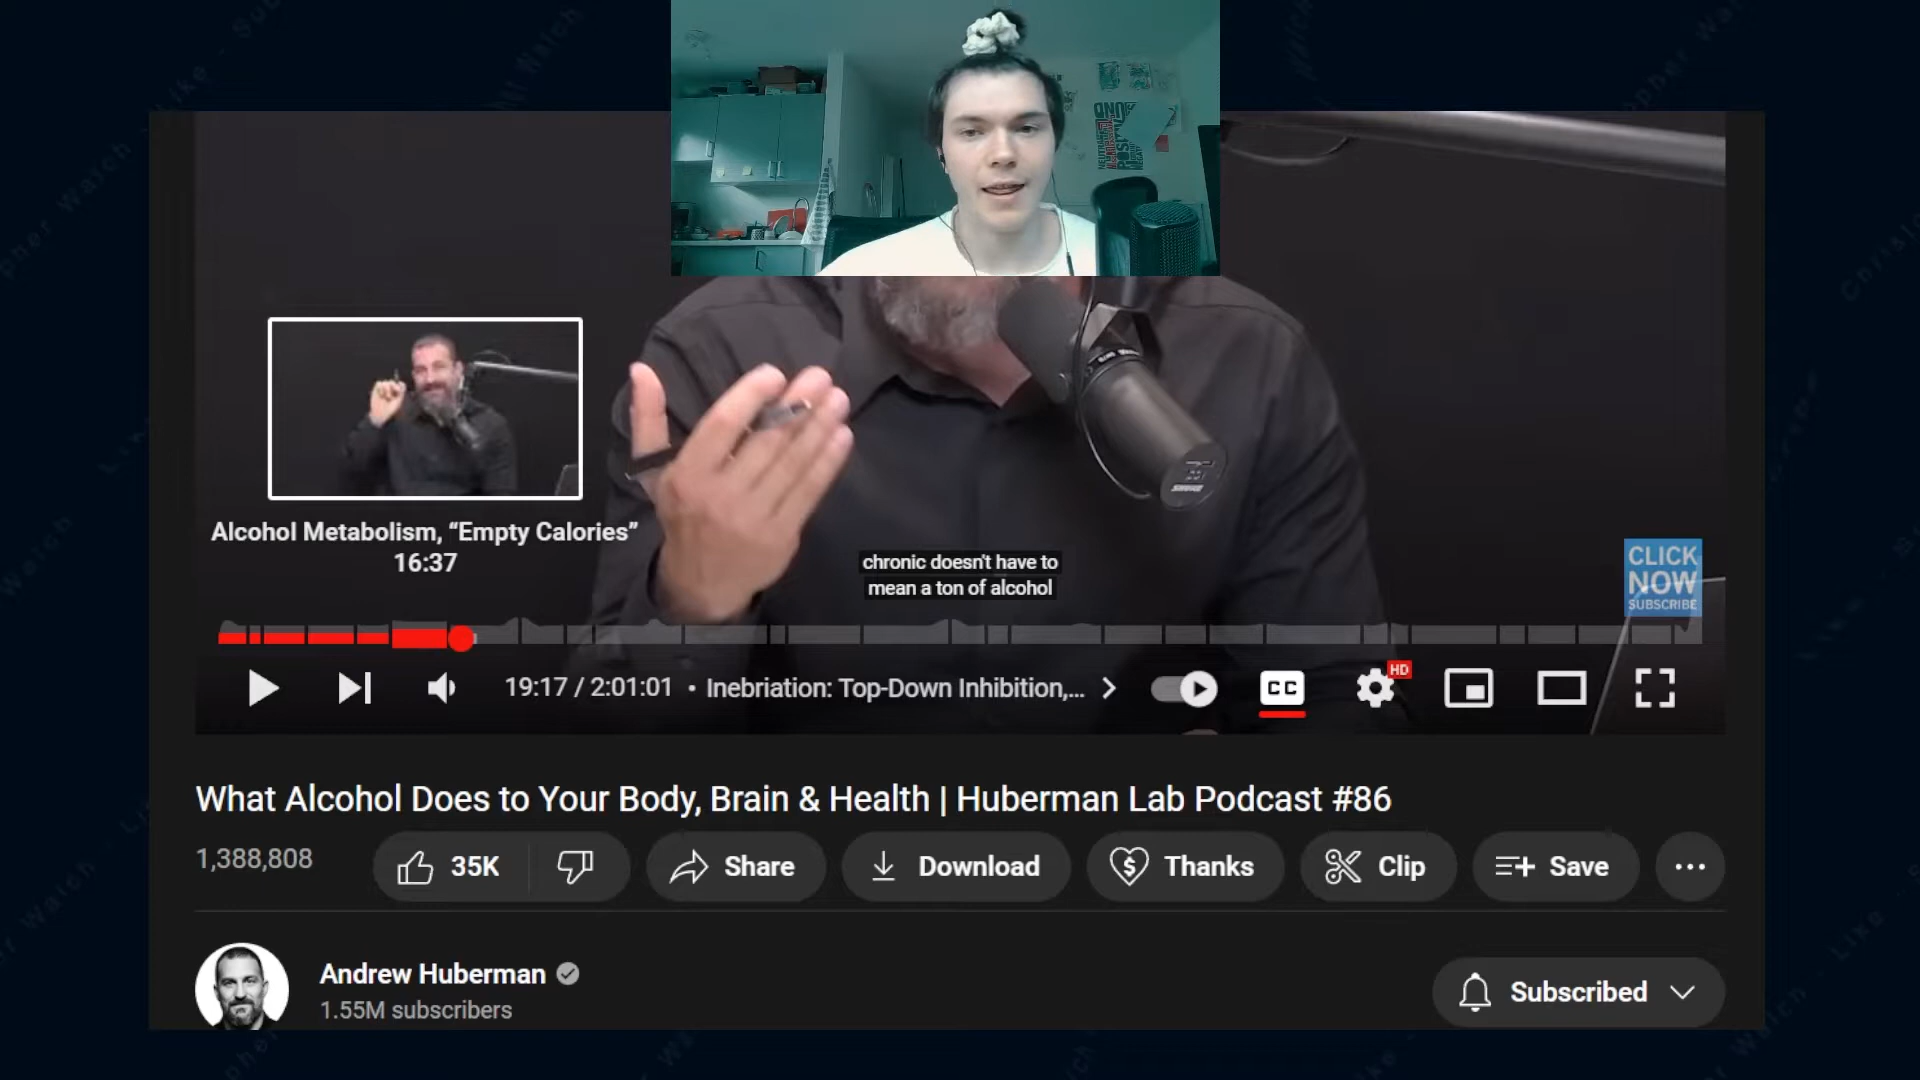 Alcohol Metabolism, “Empty Calories”
16:37
chronic doesn't have to
mean a ton of alcohol
CLICK
NOW
SUBSCRIBE
SHURE
19:17 / 2:01:01 • Inebriation: Top-Down Inhibition,...
CC
HD
What Alcohol Does to Your Body, Brain & Health | Huberman Lab Podcast #86
1,388,808
35K
Share
Download
Thanks
Clip
Save
Andrew Huberman
1.55M subscribers
Subscribed